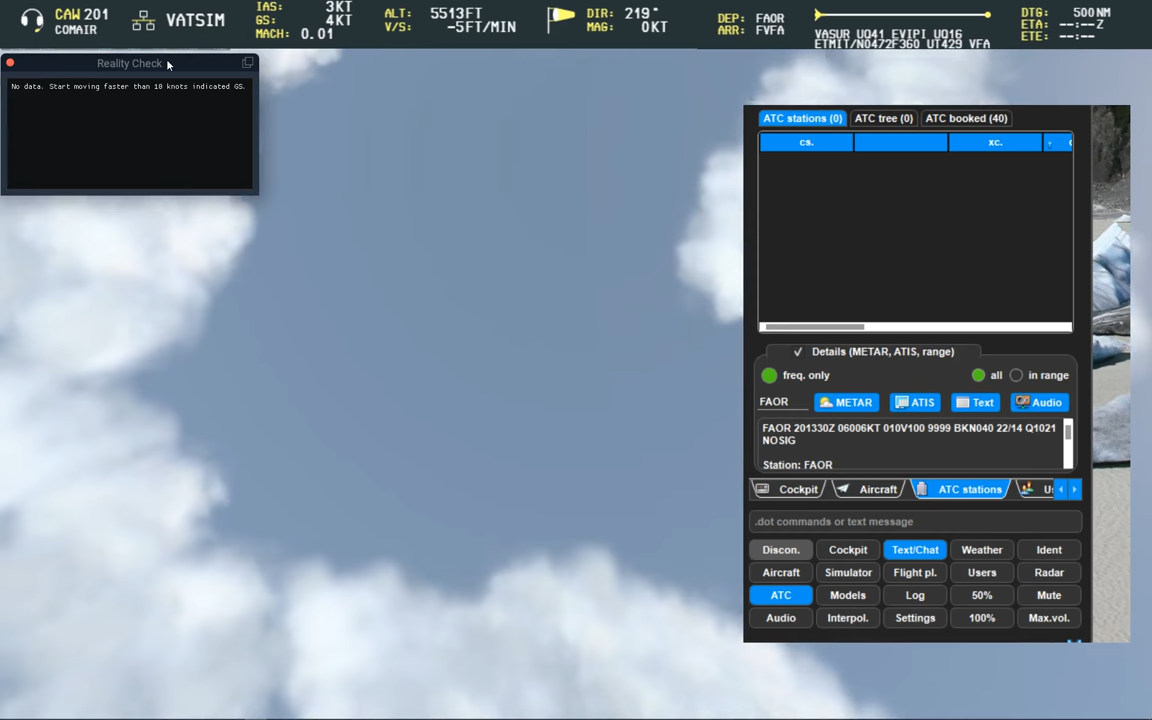 CAW 201
COMAIR
VATSIM
IAS: 3KT
GS: 4KT
MACH: 0.01
ALT: 5513FT
V/S: -5FT/MIN
DIR: 219°
MAG: 0KT
DEP: FAOR
ARR: FVFA
VASUR UQ41 EVIPI UQ16
ETMIT/N0472F360 UT429 VFA
DTG: 500NM
ETA: --:--Z
ETE: --:--
Reality Check
No data. Start moving faster than 10 knots indicated GS.
ATC stations (0) ATC tree (0) ATC booked (40)
cs. xc.
✓ Details (METAR, ATIS, range)
freq. only all in range
FAOR METAR ATIS Text Audio
FAOR 201330Z 06006KT 010V100 9999 BKN040 22/14 Q1021
NOSIG
Station: FAOR
Cockpit Aircraft ATC stations
.dot commands or text message
Discon. Cockpit Text/Chat Weather Ident
Aircraft Simulator Flight pl. Users Radar
ATC Models Log 50% Mute
Audio Interpol. Settings 100% Max.vol.